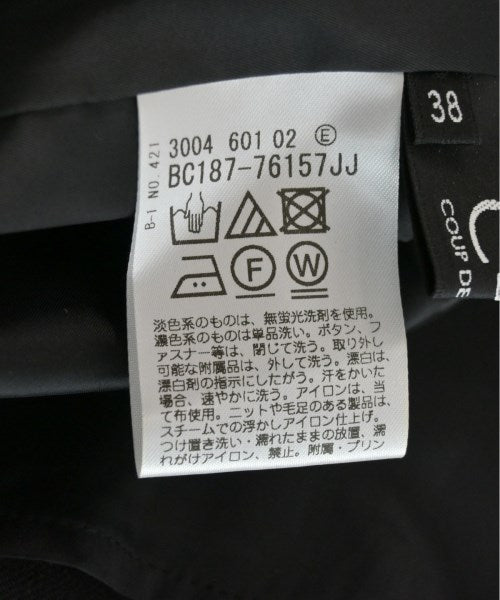 B-1 NO.421
3004 601 02 Ⓔ
BC187-76157JJ
F W
淡色系のものは、無蛍光洗剤を使用。
濃色系のものは単品洗い。ボタン、フ
ァスナー等は、閉じて洗う。取り外し
可能な附属品は、外して洗う。漂白は、
漂白剤の指示にしたがう。汗をかいた
場合、速やかに洗う。アイロンは、当
て布使用。ニットや毛足のある製品は、
スチームでの浮かしアイロン仕上げ。
つけ置き洗い・濡れたままの放置、濡
れがけアイロン、禁止。附属・プリン
38
COUP DE